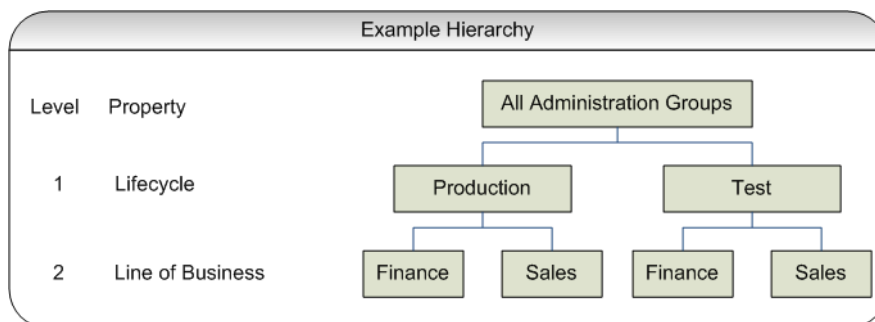 Example Hierarchy
Level Property All Administration Groups
1 Lifecycle Production Test
2 Line of Business Finance Sales Finance Sales